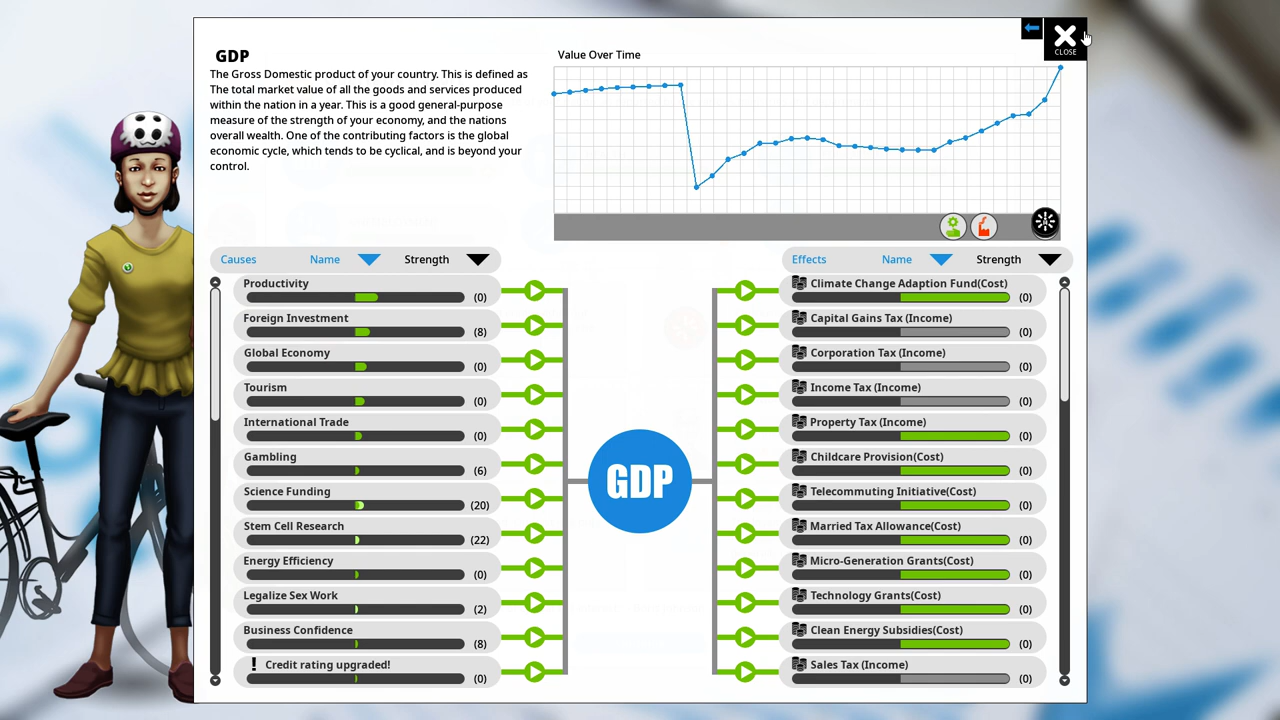 CLOSE
GDP
The Gross Domestic product of your country. This is defined as
The total market value of all the goods and services produced
within the nation in a year. This is a good general-purpose
measure of the strength of your economy, and the nations
overall wealth. One of the contributing factors is the global
economic cycle, which tends to be cyclical, and is beyond your
control.
Value Over Time
Causes Name Strength
Productivity
(0)
Foreign Investment
(8)
Global Economy
(0)
Tourism
(0)
International Trade
(0)
Gambling
(6)
Science Funding
(20)
Stem Cell Research
(22)
Energy Efficiency
(0)
Legalize Sex Work
(2)
Business Confidence
(8)
! Credit rating upgraded!
(0)
GDP
Effects Name Strength
Climate Change Adaption Fund(Cost)
(0)
Capital Gains Tax (Income)
(0)
Corporation Tax (Income)
(0)
Income Tax (Income)
(0)
Property Tax (Income)
(0)
Childcare Provision(Cost)
(0)
Telecommuting Initiative(Cost)
(0)
Married Tax Allowance(Cost)
(0)
Micro-Generation Grants(Cost)
(0)
Technology Grants(Cost)
(0)
Clean Energy Subsidies(Cost)
(0)
Sales Tax (Income)
(0)